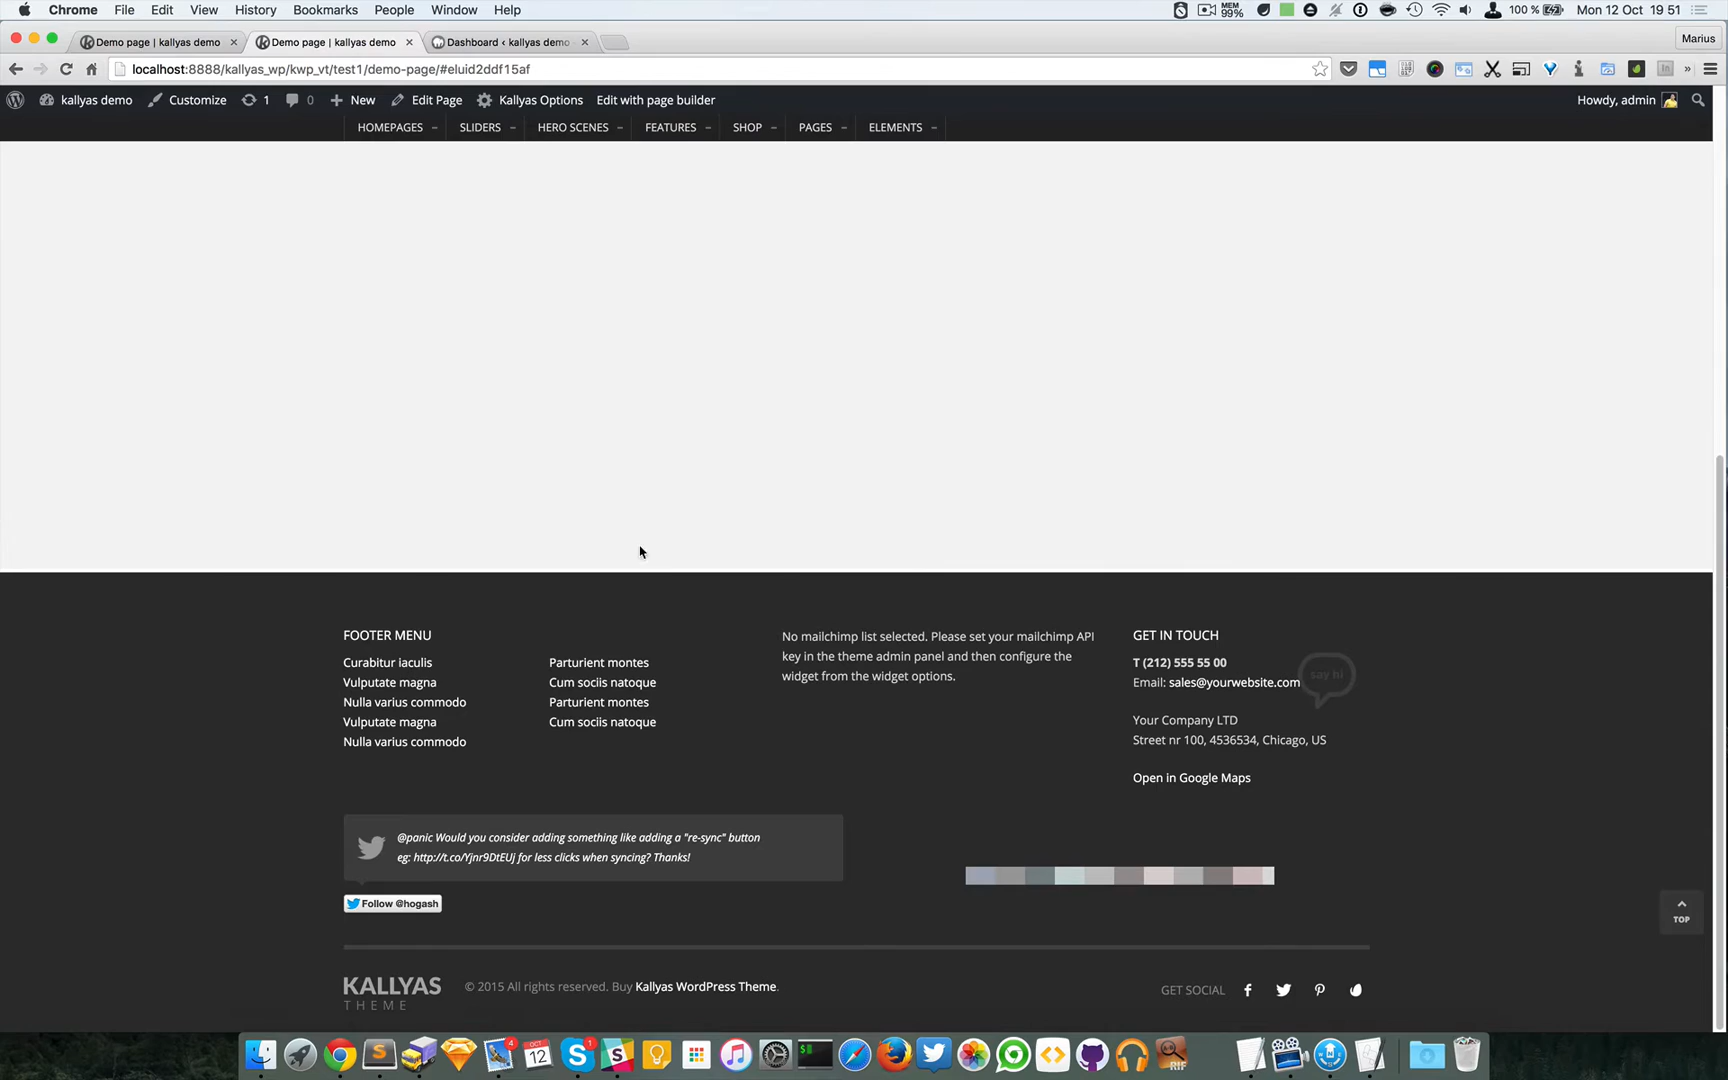 Chrome File Edit View History Bookmarks People Window Help MEM 99% 100 % Mon 12 Oct 19 51
Demo page | kallyas demo Demo page | kallyas demo Dashboard ‹ kallyas demo Marius
localhost:8888/kallyas_wp/kwp_vt/test1/demo-page/#eluid2ddf15af
kallyas demo Customize 1 0 New Edit Page Kallyas Options Edit with page builder Howdy, admin
HOMEPAGES SLIDERS HERO SCENES FEATURES SHOP PAGES ELEMENTS
FOOTER MENU
Curabitur iaculis
Vulputate magna
Nulla varius commodo
Vulputate magna
Nulla varius commodo
Parturient montes
Cum sociis natoque
Parturient montes
Cum sociis natoque
No mailchimp list selected. Please set your mailchimp API
key in the theme admin panel and then configure the
widget from the widget options.
GET IN TOUCH
T (212) 555 55 00
Email: sales@yourwebsite.com
say hi
Your Company LTD
Street nr 100, 4536534, Chicago, US
Open in Google Maps
@panic Would you consider adding something like adding a "re-sync" button
eg: http://t.co/Yjnr9DtEUj for less clicks when syncing? Thanks!
Follow @hogash
TOP
KALLYAS
THEME
© 2015 All rights reserved. Buy Kallyas WordPress Theme.
GET SOCIAL
4 OCT 12 1 RIF